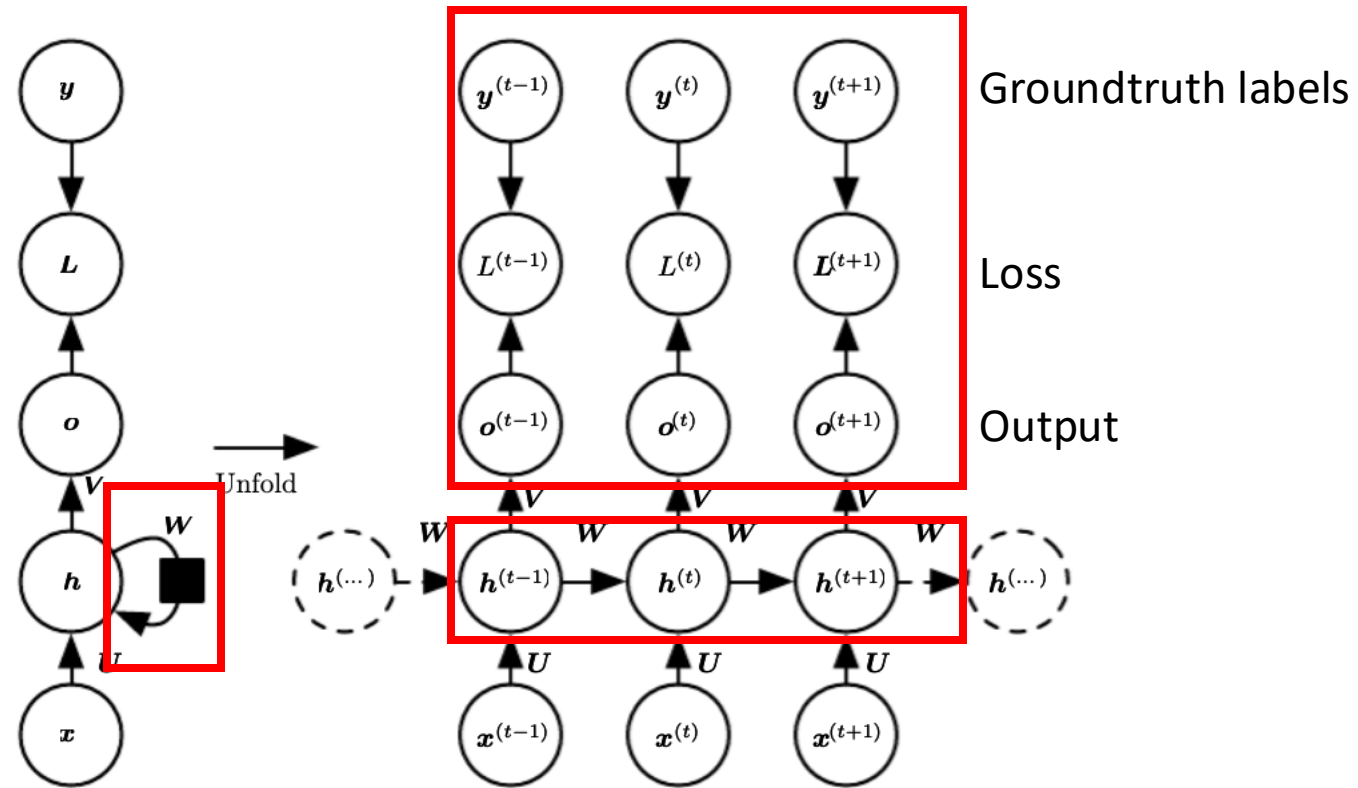 y y^(t−1) y^(t) y^(t+1) Groundtruth labels
L L^(t−1) L^(t) L^(t+1) Loss
o o^(t−1) o^(t) o^(t+1) Output
Unfold
V V V V
W W W W W
h h^(...) h^(t−1) h^(t) h^(t+1) h^(...)
U U U U
x x^(t−1) x^(t) x^(t+1)